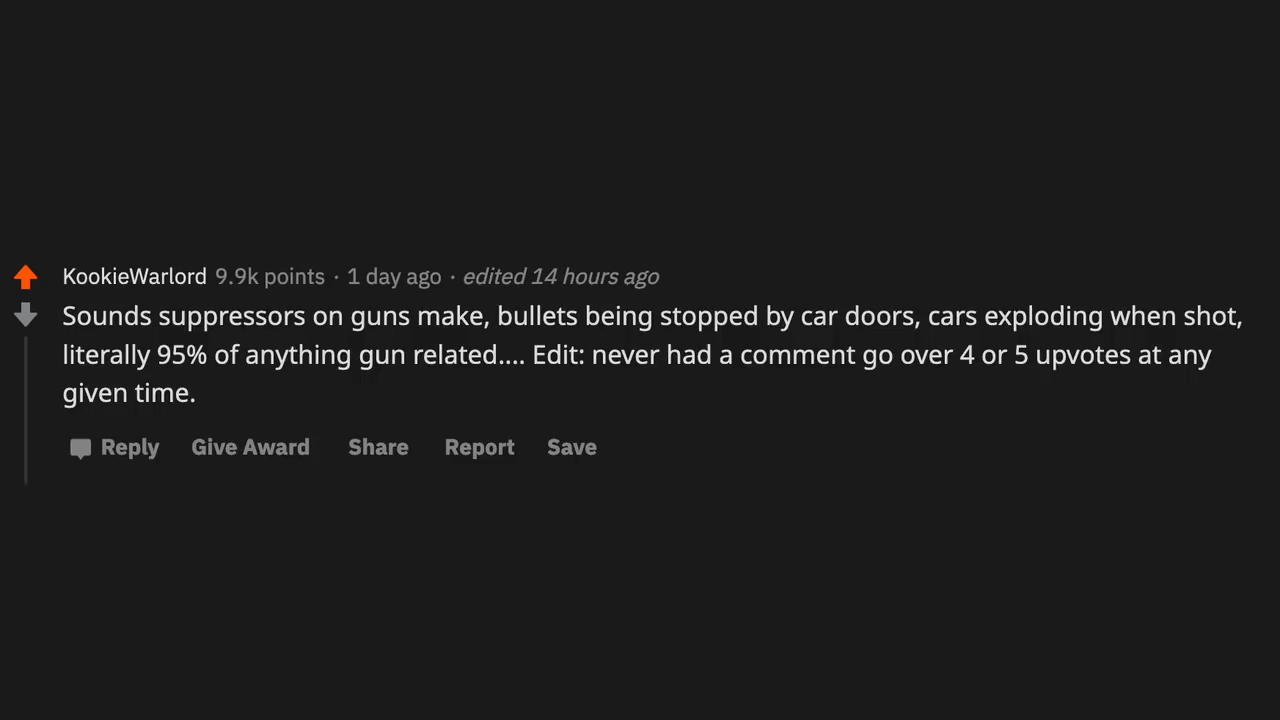 KookieWarlord 9.9k points · 1 day ago · edited 14 hours ago
Sounds suppressors on guns make, bullets being stopped by car doors, cars exploding when shot,
literally 95% of anything gun related.... Edit: never had a comment go over 4 or 5 upvotes at any
given time.
Reply Give Award Share Report Save